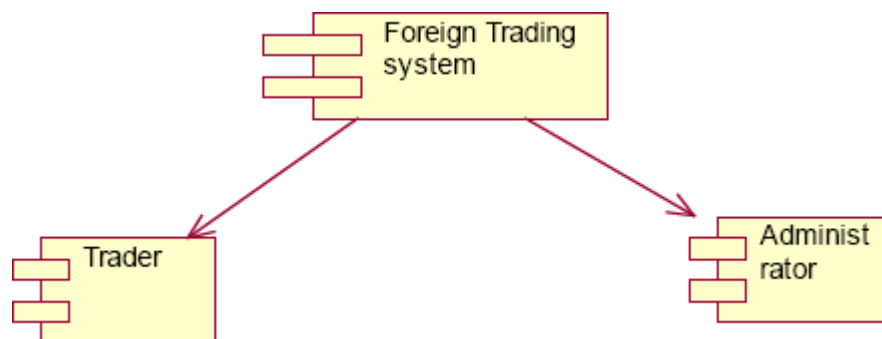 Foreign Trading
system
Trader
Administ
rator